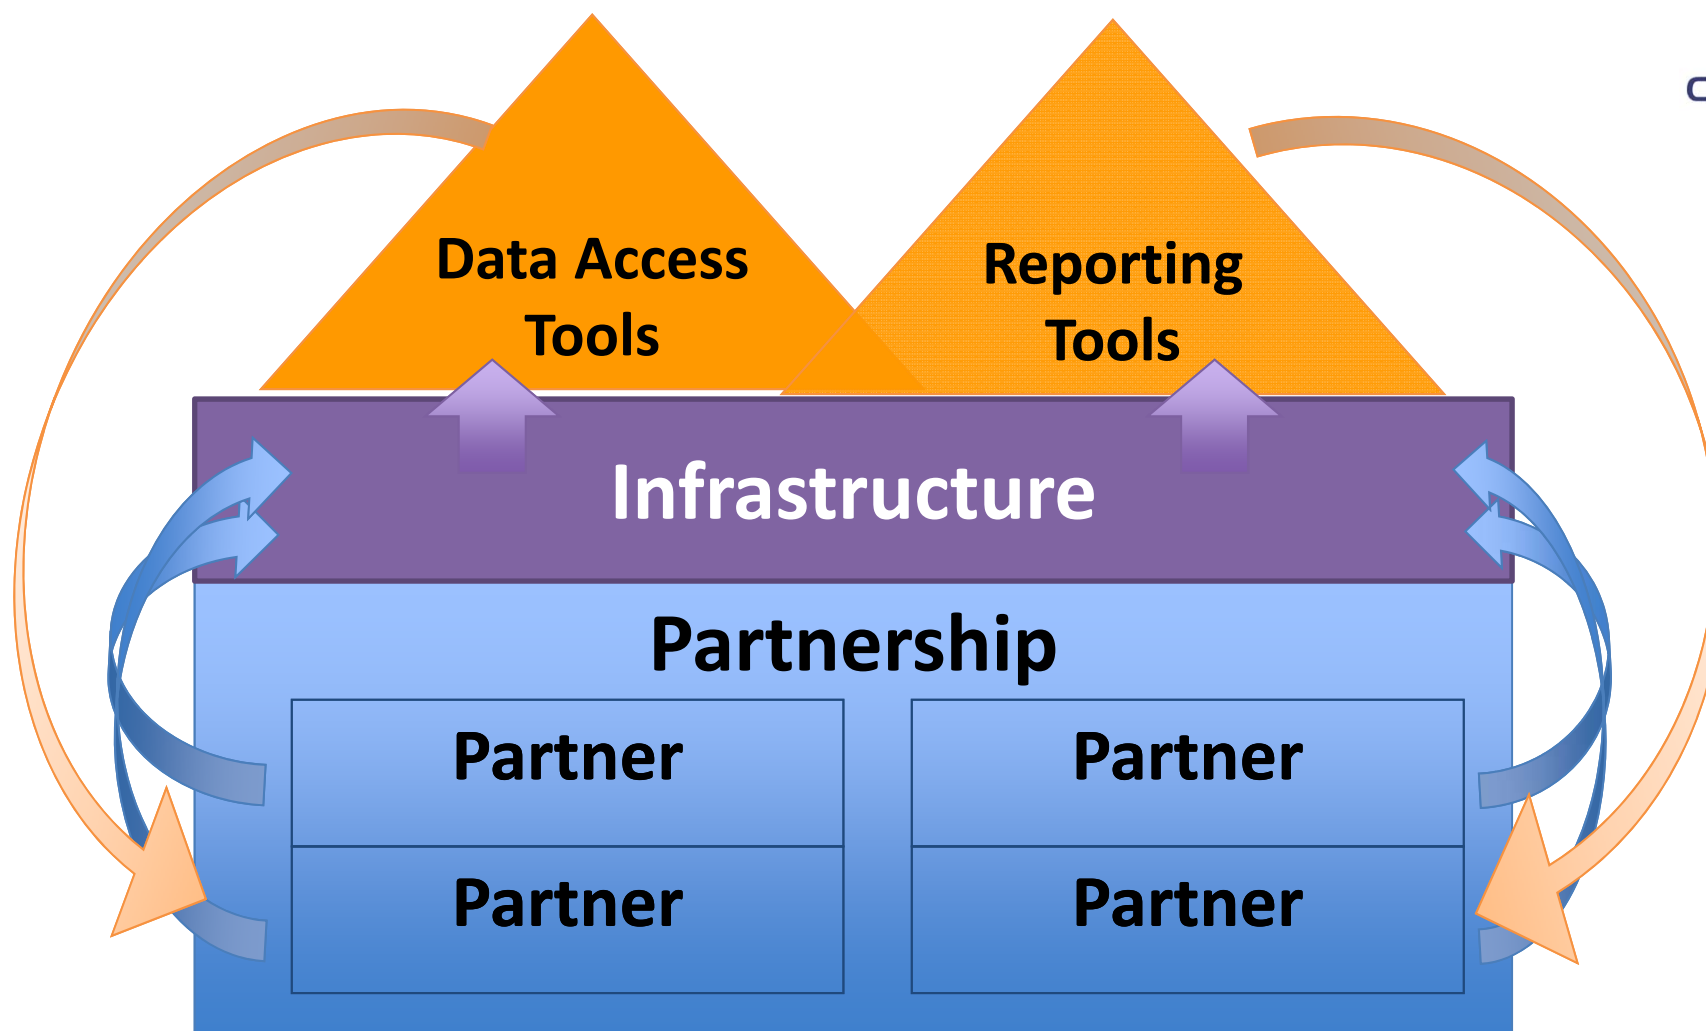 Data Access
Tools
Reporting
Tools
Infrastructure
Partnership
Partner
Partner
Partner
Partner